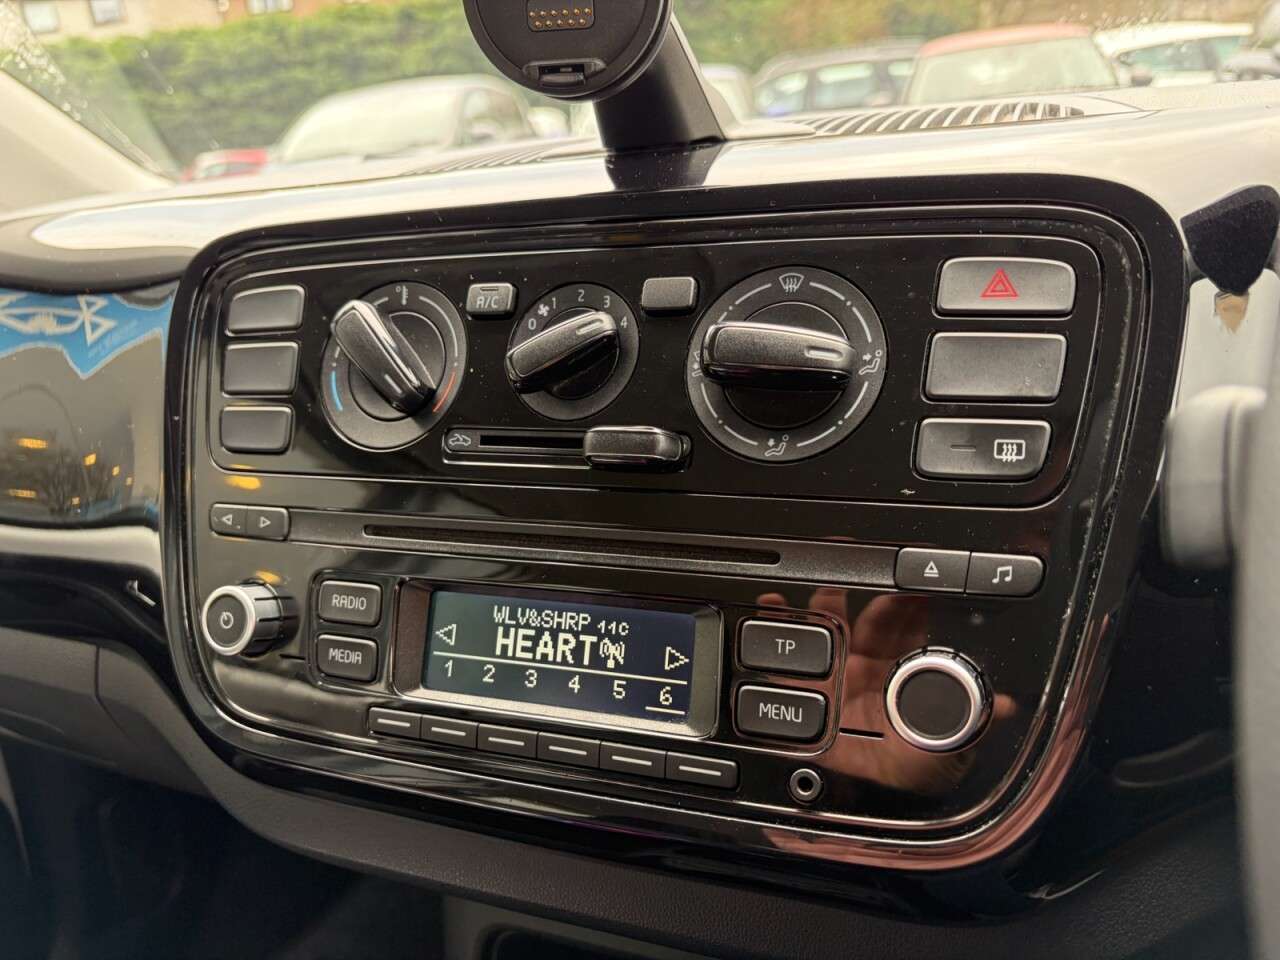 A/C
0 1 2 3 4
RADIO
MEDIA
WLV&SHRP 11C
HEART
1 2 3 4 5 6
TP
MENU